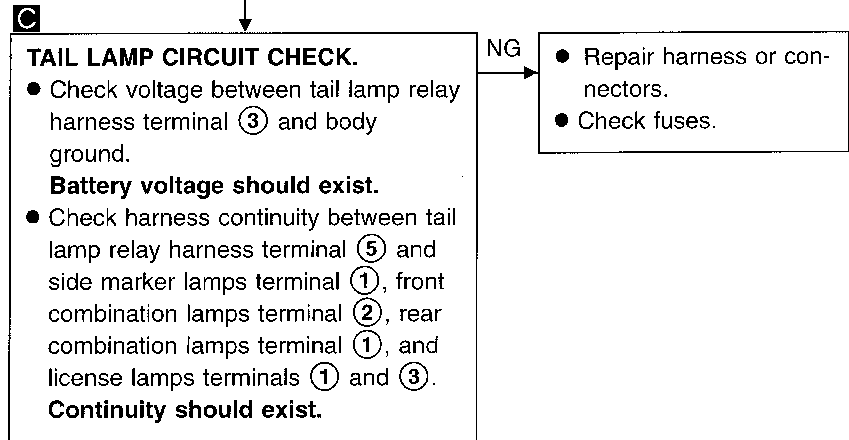 C
TAIL LAMP CIRCUIT CHECK.
● Check voltage between tail lamp relay
harness terminal ③ and body
ground.
Battery voltage should exist.
● Check harness continuity between tail
lamp relay harness terminal ⑤ and
side marker lamps terminal ①, front
combination lamps terminal ②, rear
combination lamps terminal ①, and
license lamps terminals ① and ③.
Continuity should exist.
NG
● Repair harness or con-
nectors.
● Check fuses.